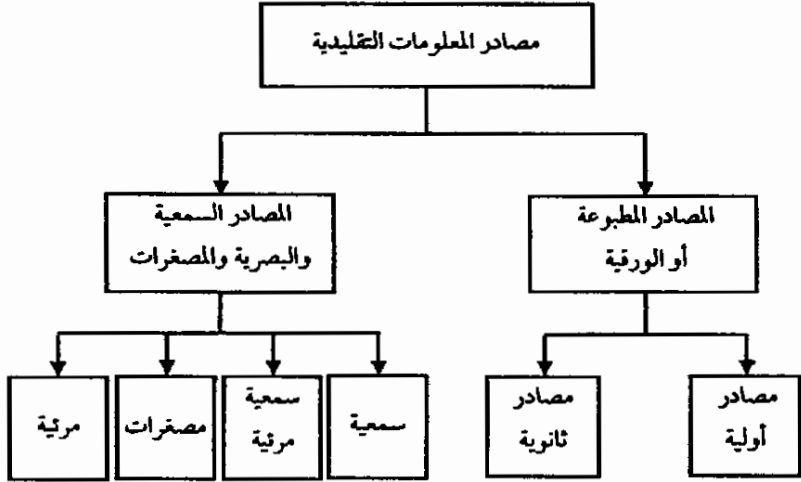 مصادر المعلومات التقليدية
المصادر المطبوعة
أو الورقية
المصادر السمعية
والبصرية والمصغرات
مصادر
أولية
مصادر
ثانوية
سمعية
سمعية
مرئية
مصغرات
مرئية